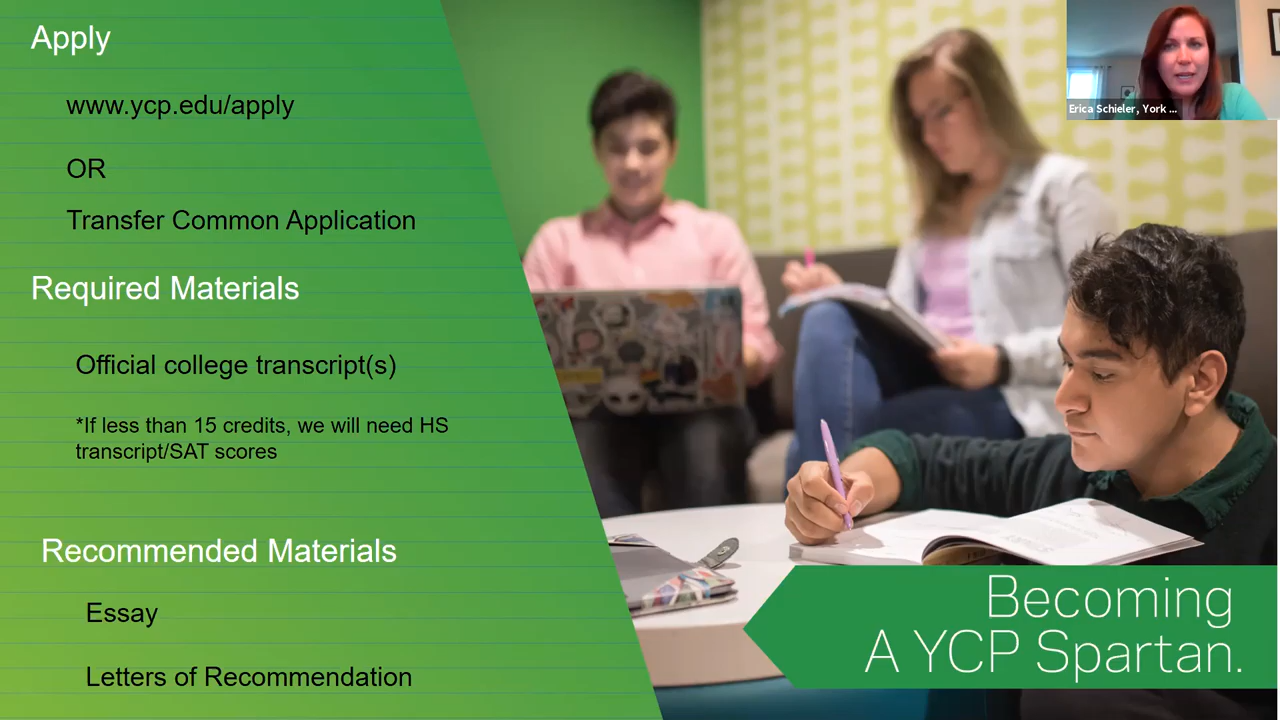 Apply
www.ycp.edu/apply
OR
Transfer Common Application
Required Materials
Official college transcript(s)
*If less than 15 credits, we will need HS
transcript/SAT scores
Recommended Materials
Essay
Letters of Recommendation
Erica Schieler, York ...
Becoming
A YCP Spartan.